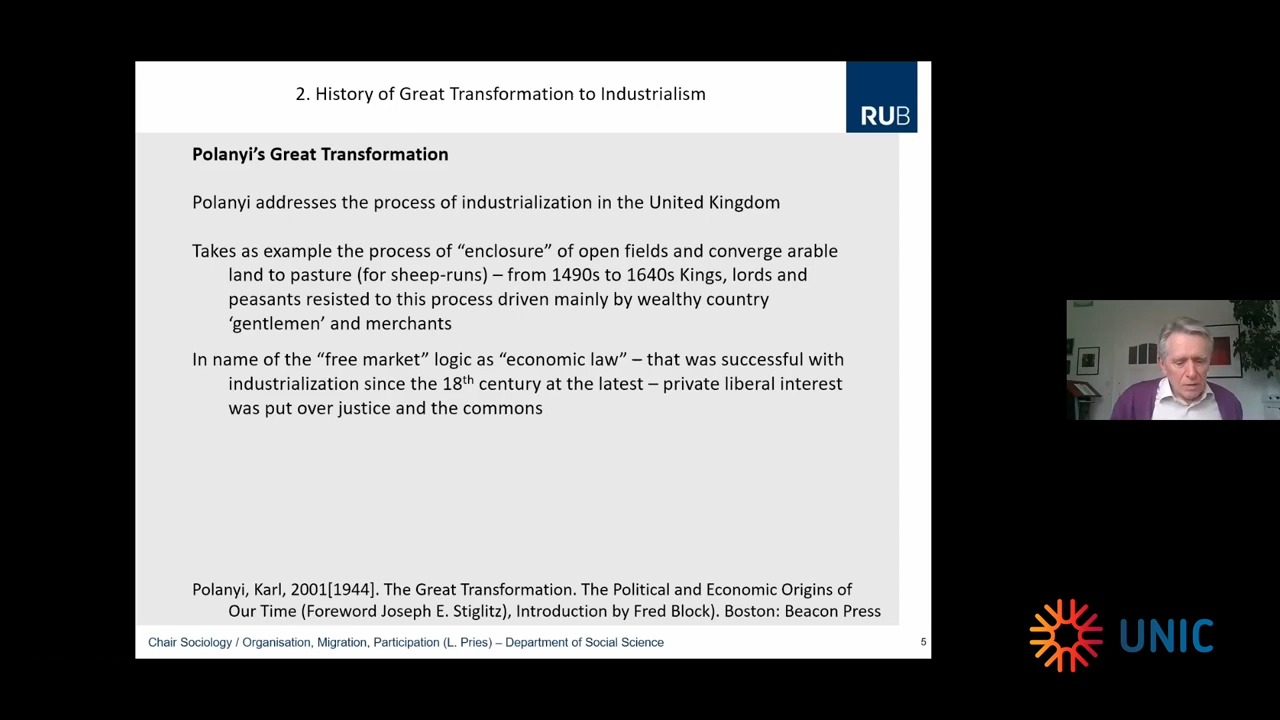 2. History of Great Transformation to Industrialism
RUB
Polanyi’s Great Transformation
Polanyi addresses the process of industrialization in the United Kingdom
Takes as example the process of “enclosure” of open fields and converge arable
land to pasture (for sheep-runs) – from 1490s to 1640s Kings, lords and
peasants resisted to this process driven mainly by wealthy country
‘gentlemen’ and merchants
In name of the “free market” logic as “economic law” – that was successful with
industrialization since the 18th century at the latest – private liberal interest
was put over justice and the commons
Polanyi, Karl, 2001[1944]. The Great Transformation. The Political and Economic Origins of
Our Time (Foreword Joseph E. Stiglitz), Introduction by Fred Block). Boston: Beacon Press
Chair Sociology / Organisation, Migration, Participation (L. Pries) – Department of Social Science
5
UNIC